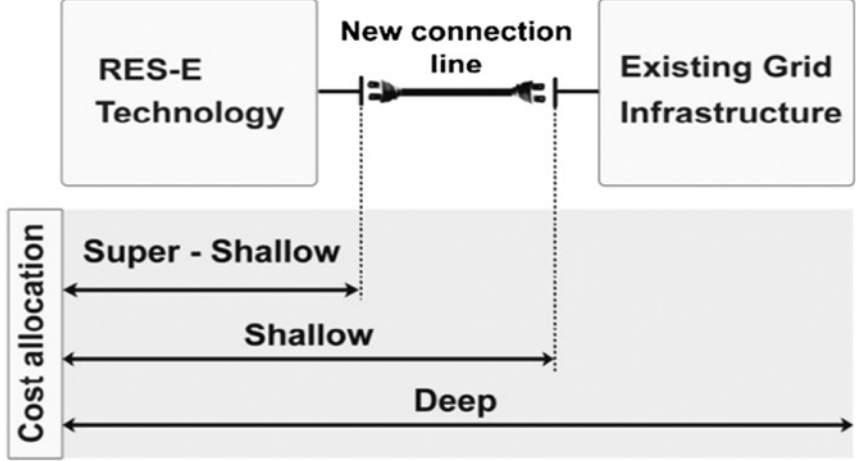 New connection
line
RES-E
Technology
Existing Grid
Infrastructure
Cost allocation
Super - Shallow
Shallow
Deep